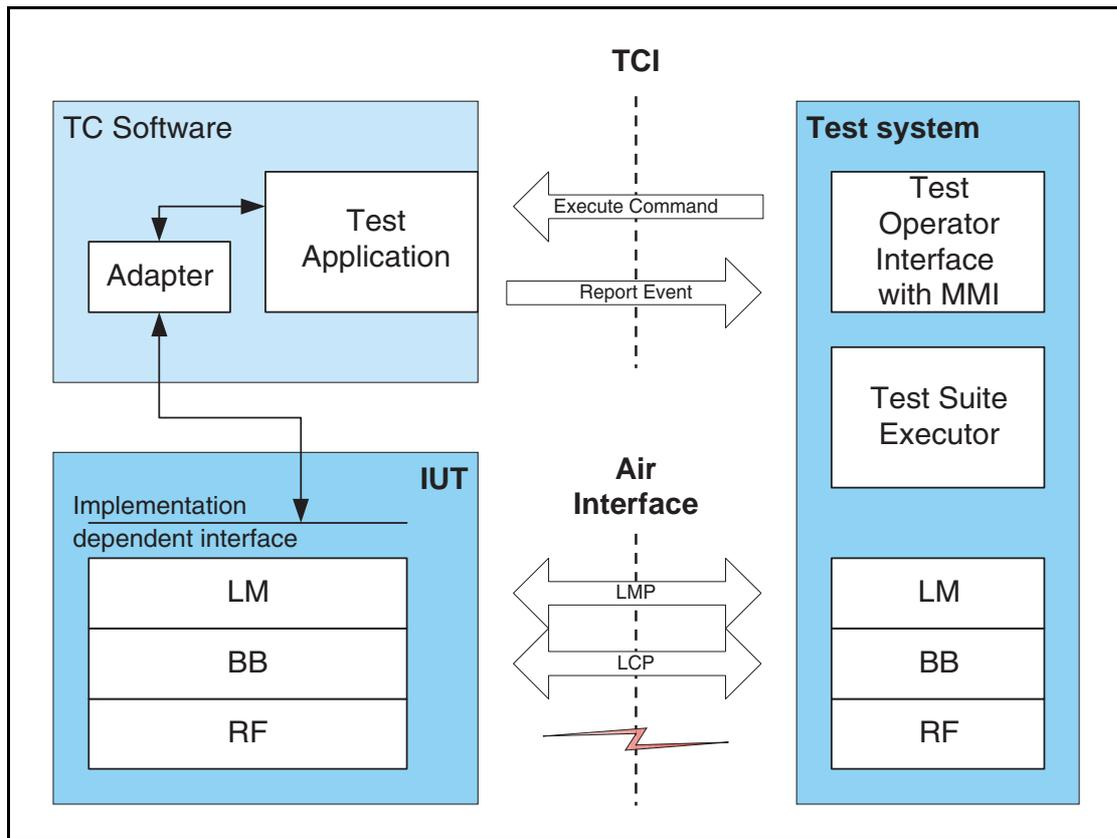 TCI
TC Software
Test
Application
Adapter
Execute Command
Report Event
Test system
Test
Operator
Interface
with MMI
Test Suite
Executor
IUT
Implementation
dependent interface
LM
BB
RF
Air
Interface
LMP
LCP
LM
BB
RF